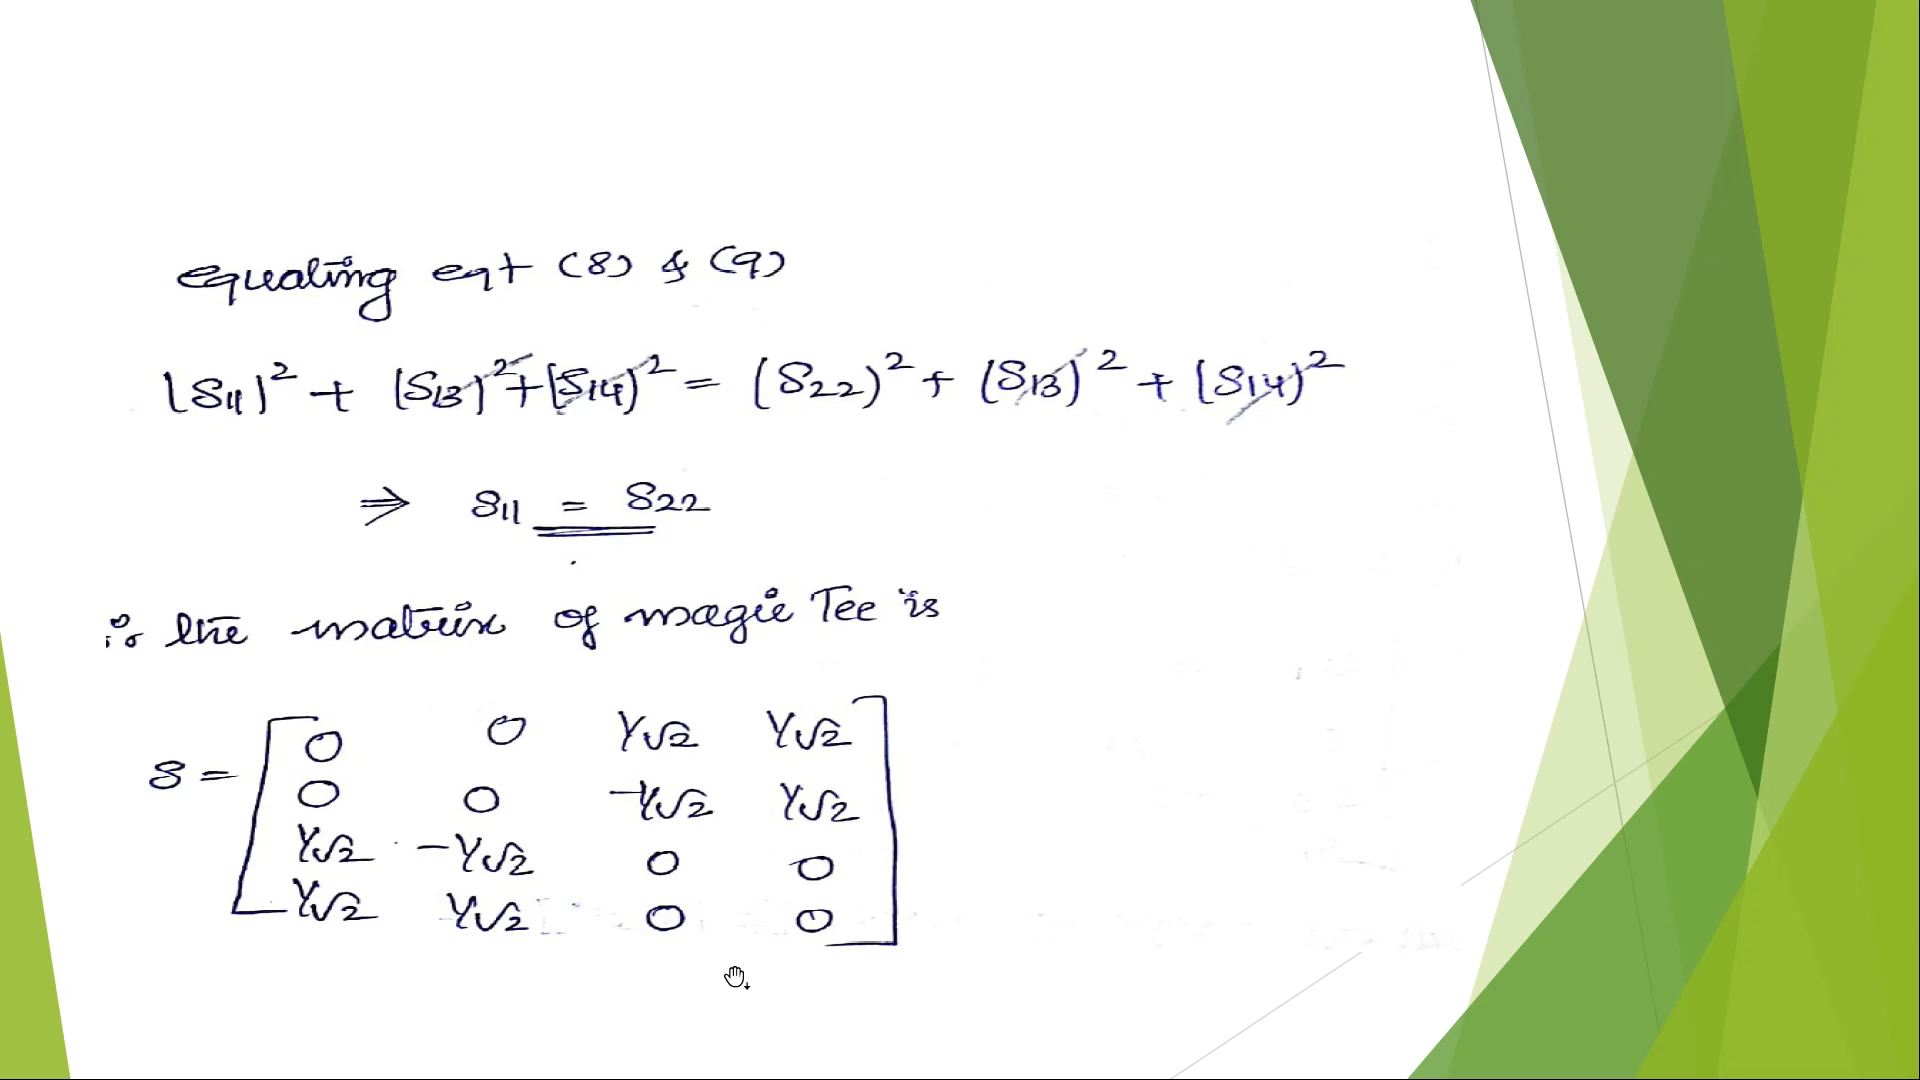 equating eqt (8) & (9)
|S11|² + |S13|² + |S14|² = (S22)² + (S13)² + (S14)²
⇒ S11 = S22
∴ the matrix of magic Tee is
S = [ 0 0 1/√2 1/√2
0 0 -1/√2 1/√2
1/√2 -1/√2 0 0
1/√2 1/√2 0 0 ]